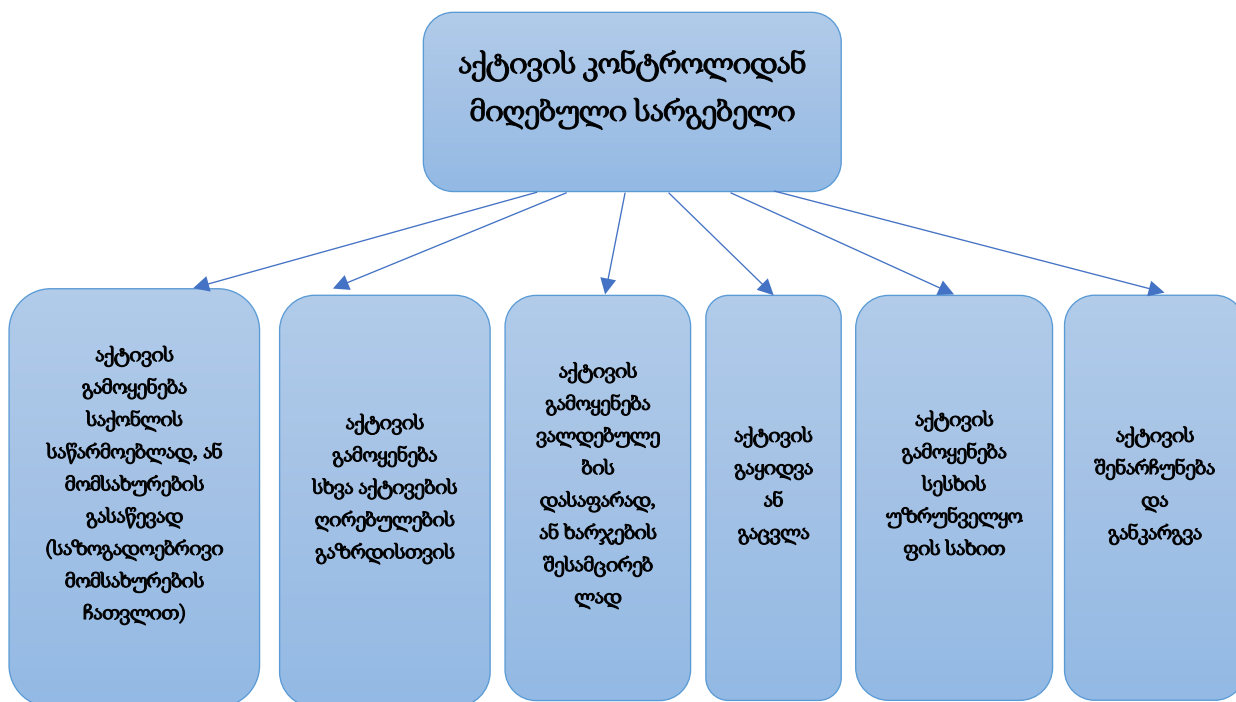 აქტივის კონტროლიდან
მიღებული სარგებელი
აქტივის
გამოყენება
საქონლის
საწარმოებლად, ან
მომსახურების
გასაწევად
(საზოგადოებრივი
მომსახურების
ჩათვლით)
აქტივის
გამოყენება
სხვა აქტივების
ღირებულების
გაზრდისთვის
აქტივის
გამოყენება
ვალდებულე
ბის
დასაფარად,
ან ხარჯების
შესამცირებ
ლად
აქტივის
გაყიდვა
ან
გაცვლა
აქტივის
გამოყენება
სესხის
უზრუნველყო
ფის სახით
აქტივის
შენარჩუნება
და
განკარგვა